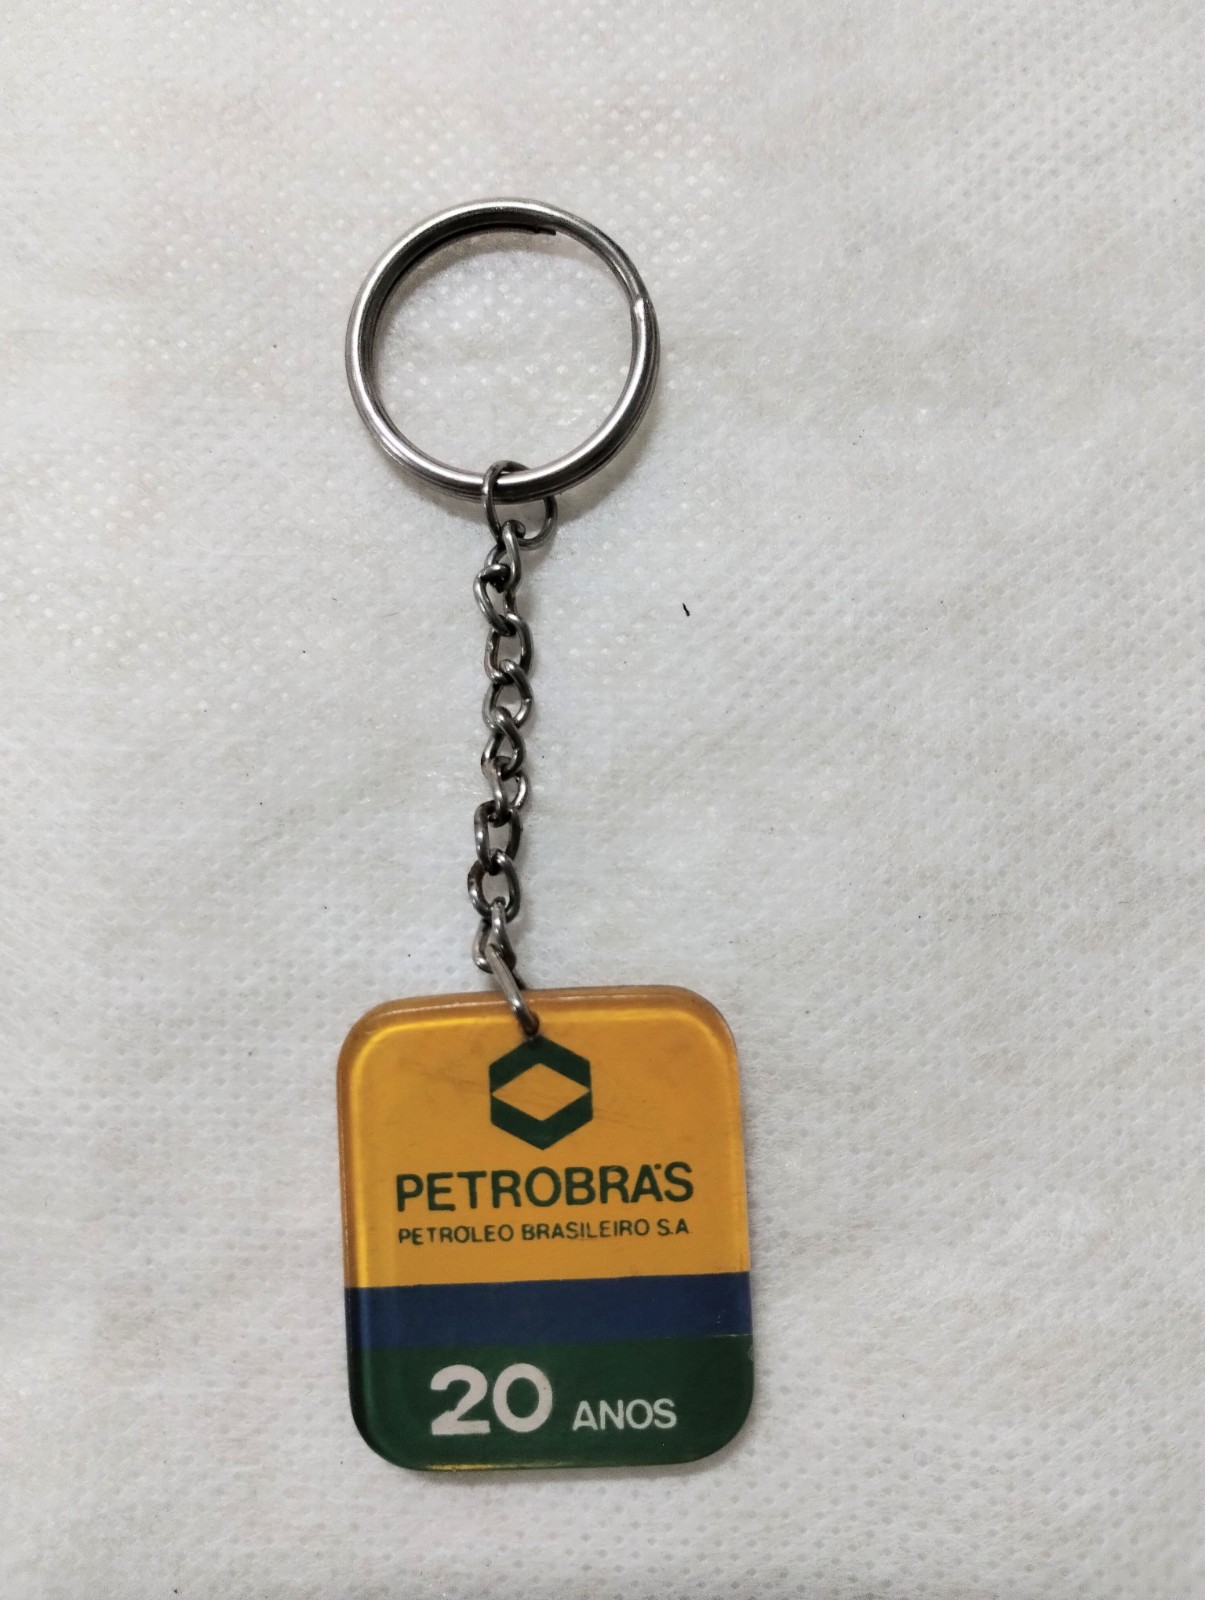 PETROBRÁS
PETRÓLEO BRASILEIRO S.A
20 ANOS